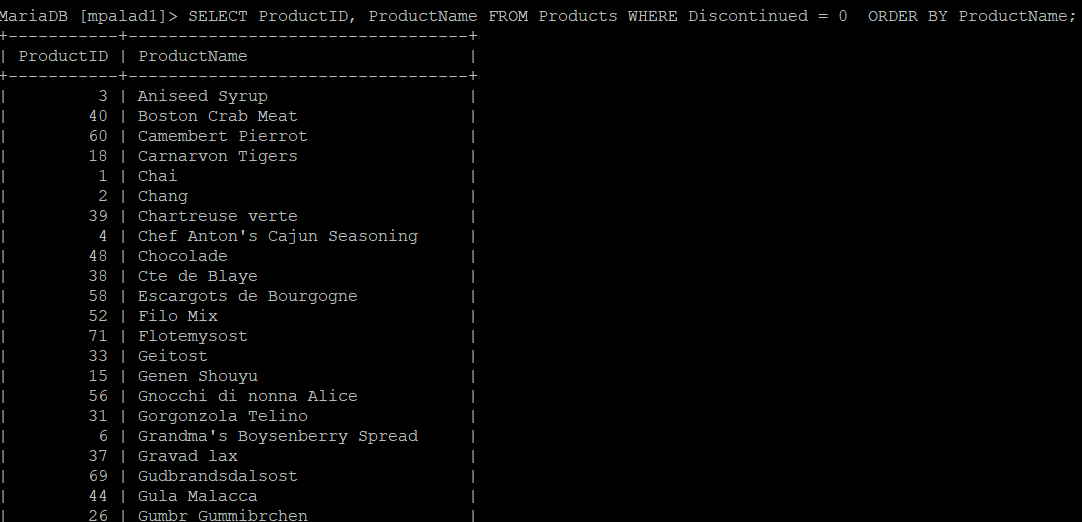 MariaDB [mpalad1]> SELECT ProductID, ProductName FROM Products WHERE Discontinued = 0  ORDER BY ProductName;
+-----------+----------------------------------+
| ProductID | ProductName                      |
+-----------+----------------------------------+
|         3 | Aniseed Syrup                    |
|        40 | Boston Crab Meat                 |
|        60 | Camembert Pierrot                |
|        18 | Carnarvon Tigers                 |
|         1 | Chai                             |
|         2 | Chang                            |
|        39 | Chartreuse verte                 |
|         4 | Chef Anton's Cajun Seasoning     |
|        48 | Chocolade                        |
|        38 | Cte de Blaye                     |
|        58 | Escargots de Bourgogne           |
|        52 | Filo Mix                         |
|        71 | Flotemysost                      |
|        33 | Geitost                          |
|        15 | Genen Shouyu                     |
|        56 | Gnocchi di nonna Alice           |
|        31 | Gorgonzola Telino                |
|         6 | Grandma's Boysenberry Spread     |
|        37 | Gravad lax                       |
|        69 | Gudbrandsdalsost                 |
|        44 | Gula Malacca                     |
|        26 | Gumbr Gummibrchen                |